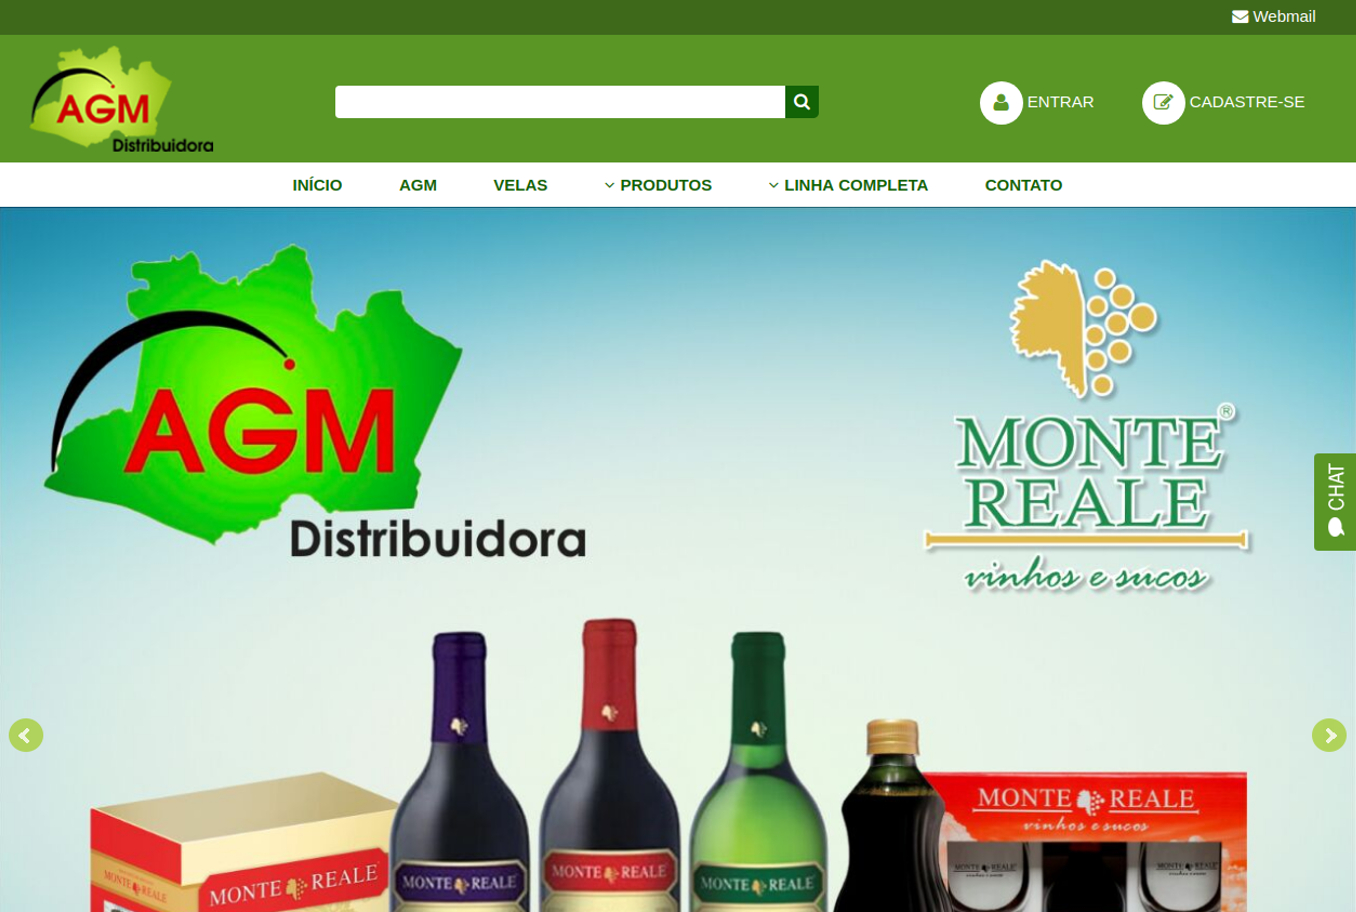 Webmail
AGM
Distribuidora
ENTRAR
CADASTRE-SE
INÍCIO
AGM
VELAS
PRODUTOS
LINHA COMPLETA
CONTATO
AGM
Distribuidora
MONTE®
REALE
vinhos e sucos
CHAT
MONTE REALE
vinhos e sucos
MONTE REALE
MONTE REALE
MONTE REALE
MONTE REALE
MONTE REALE
MONTE REALE
MONTE REALE